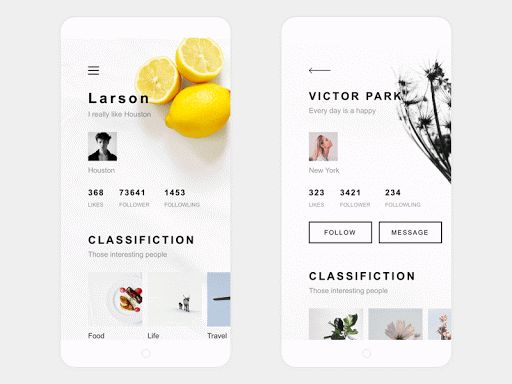 Larson
I really like Houston
Houston
368 73641 1453
LIKES FOLLOWER FOLLOWLING
CLASSIFICTION
Those interesting people
Food Life Travel
VICTOR PARK
Every day is a happy
New York
323 3421 234
LIKES FOLLOWER FOLLOWLING
FOLLOW MESSAGE
CLASSIFICTION
Those interesting people